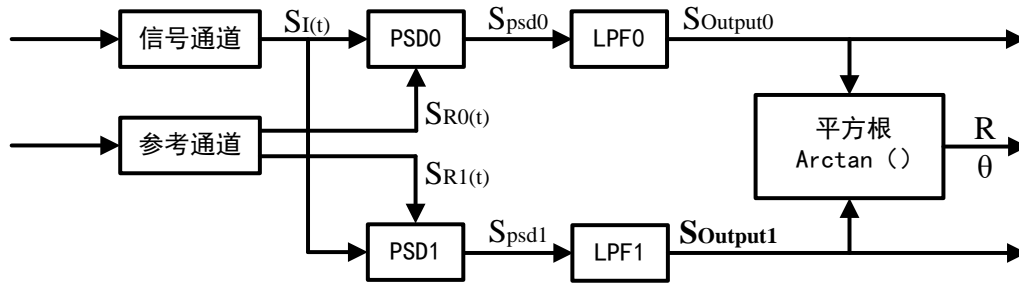 信号通道
SI(t)
PSD0
Spsd0
LPF0
SOutput0
SR0(t)
参考通道
平方根
Arctan ()
R
θ
SR1(t)
PSD1
Spsd1
LPF1
SOutput1